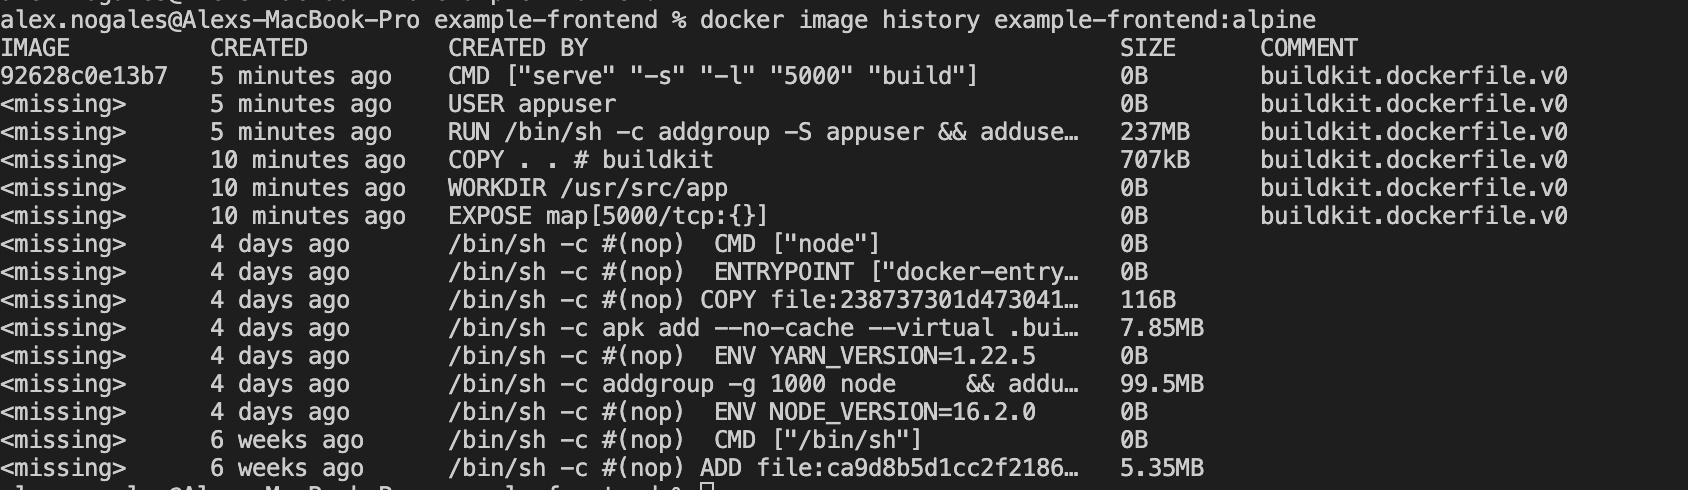 alex.nogales@Alexs-MacBook-Pro example-frontend % docker image history example-frontend:alpine
IMAGE          CREATED          CREATED BY                                      SIZE      COMMENT
92628c0e13b7   5 minutes ago    CMD ["serve" "-s" "-l" "5000" "build"]          0B        buildkit.dockerfile.v0
<missing>      5 minutes ago    USER appuser                                    0B        buildkit.dockerfile.v0
<missing>      5 minutes ago    RUN /bin/sh -c addgroup -S appuser && adduse…   237MB     buildkit.dockerfile.v0
<missing>      10 minutes ago   COPY . . # buildkit                             707kB     buildkit.dockerfile.v0
<missing>      10 minutes ago   WORKDIR /usr/src/app                            0B        buildkit.dockerfile.v0
<missing>      10 minutes ago   EXPOSE map[5000/tcp:{}]                         0B        buildkit.dockerfile.v0
<missing>      4 days ago       /bin/sh -c #(nop)  CMD ["node"]                 0B
<missing>      4 days ago       /bin/sh -c #(nop)  ENTRYPOINT ["docker-entry…   0B
<missing>      4 days ago       /bin/sh -c #(nop) COPY file:238737301d473041…   116B
<missing>      4 days ago       /bin/sh -c apk add --no-cache --virtual .bui…   7.85MB
<missing>      4 days ago       /bin/sh -c #(nop)  ENV YARN_VERSION=1.22.5      0B
<missing>      4 days ago       /bin/sh -c addgroup -g 1000 node     && addu…   99.5MB
<missing>      4 days ago       /bin/sh -c #(nop)  ENV NODE_VERSION=16.2.0      0B
<missing>      6 weeks ago      /bin/sh -c #(nop)  CMD ["/bin/sh"]              0B
<missing>      6 weeks ago      /bin/sh -c #(nop) ADD file:ca9d8b5d1cc2f2186…   5.35MB